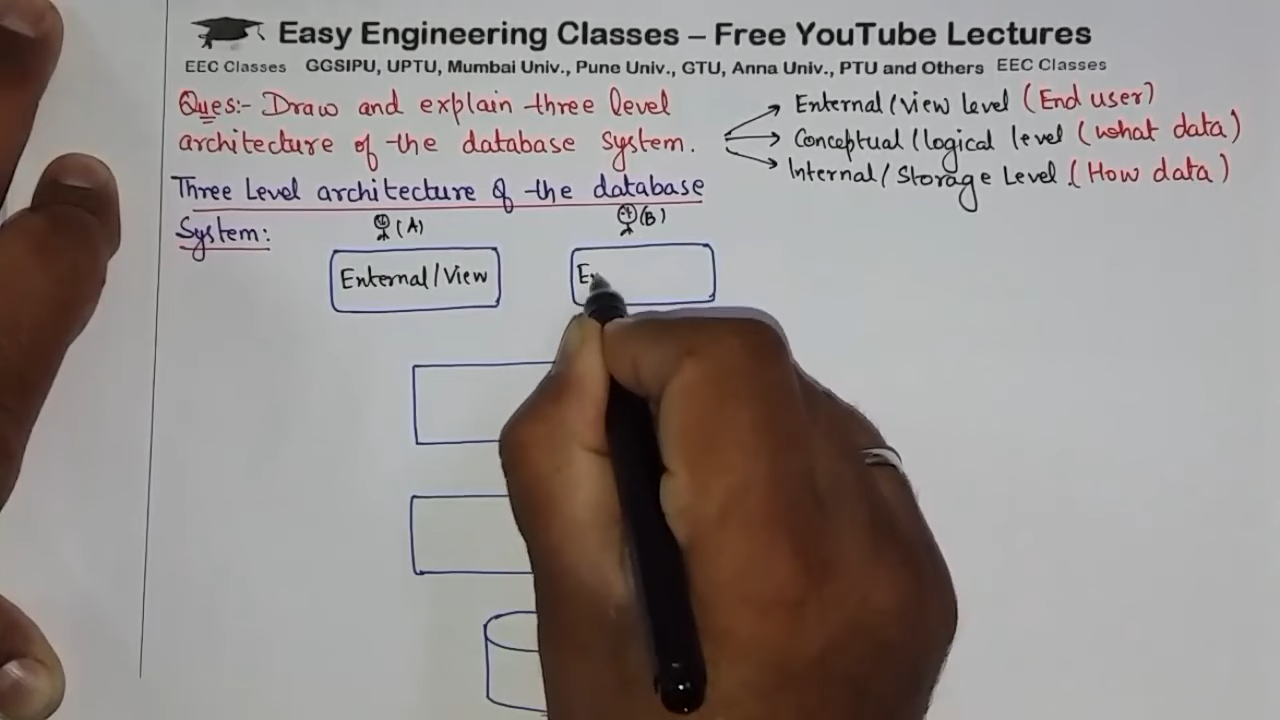 Easy Engineering Classes – Free YouTube Lectures
EEC Classes GGSIPU, UPTU, Mumbai Univ., Pune Univ., GTU, Anna Univ., PTU and Others EEC Classes
Ques:- Draw and explain three level
architecture of the database system.
External/View Level (End user)
Conceptual/logical level (what data)
Internal/Storage Level (How data)
Three Level architecture of the database
System:
(A)
(B)
External/View